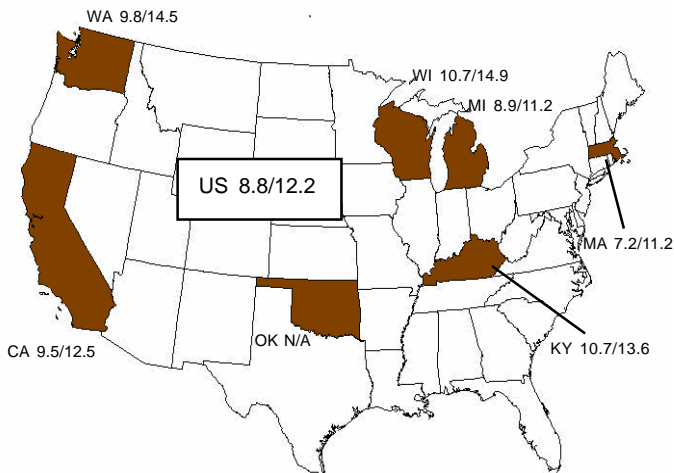 WA 9.8/14.5
WI 10.7/14.9
MI 8.9/11.2
US 8.8/12.2
MA 7.2/11.2
OK N/A
KY 10.7/13.6
CA 9.5/12.5